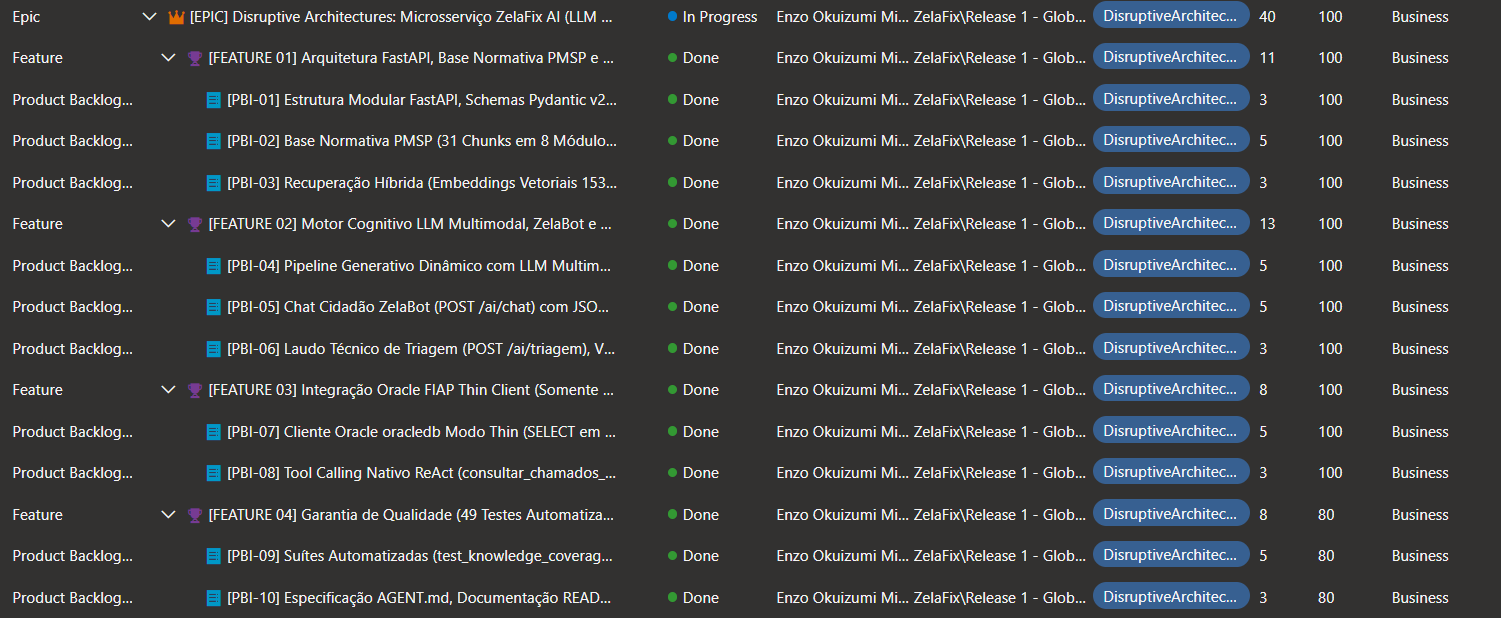 Epic [EPIC] Disruptive Architectures: Microsserviço ZelaFix AI (LLM ... In Progress Enzo Okuizumi Mi... ZelaFix\Release 1 - Glob... DisruptiveArchitec... 40 100 Business
Feature [FEATURE 01] Arquitetura FastAPI, Base Normativa PMSP e ... Done Enzo Okuizumi Mi... ZelaFix\Release 1 - Glob... DisruptiveArchitec... 11 100 Business
Product Backlog... [PBI-01] Estrutura Modular FastAPI, Schemas Pydantic v2... Done Enzo Okuizumi Mi... ZelaFix\Release 1 - Glob... DisruptiveArchitec... 3 100 Business
Product Backlog... [PBI-02] Base Normativa PMSP (31 Chunks em 8 Módulo... Done Enzo Okuizumi Mi... ZelaFix\Release 1 - Glob... DisruptiveArchitec... 5 100 Business
Product Backlog... [PBI-03] Recuperação Híbrida (Embeddings Vetoriais 153... Done Enzo Okuizumi Mi... ZelaFix\Release 1 - Glob... DisruptiveArchitec... 3 100 Business
Feature [FEATURE 02] Motor Cognitivo LLM Multimodal, ZelaBot e ... Done Enzo Okuizumi Mi... ZelaFix\Release 1 - Glob... DisruptiveArchitec... 13 100 Business
Product Backlog... [PBI-04] Pipeline Generativo Dinâmico com LLM Multim... Done Enzo Okuizumi Mi... ZelaFix\Release 1 - Glob... DisruptiveArchitec... 5 100 Business
Product Backlog... [PBI-05] Chat Cidadão ZelaBot (POST /ai/chat) com JSO... Done Enzo Okuizumi Mi... ZelaFix\Release 1 - Glob... DisruptiveArchitec... 5 100 Business
Product Backlog... [PBI-06] Laudo Técnico de Triagem (POST /ai/triagem), V... Done Enzo Okuizumi Mi... ZelaFix\Release 1 - Glob... DisruptiveArchitec... 3 100 Business
Feature [FEATURE 03] Integração Oracle FIAP Thin Client (Somente ... Done Enzo Okuizumi Mi... ZelaFix\Release 1 - Glob... DisruptiveArchitec... 8 100 Business
Product Backlog... [PBI-07] Cliente Oracle oracledb Modo Thin (SELECT em ... Done Enzo Okuizumi Mi... ZelaFix\Release 1 - Glob... DisruptiveArchitec... 5 100 Business
Product Backlog... [PBI-08] Tool Calling Nativo ReAct (consultar_chamados_... Done Enzo Okuizumi Mi... ZelaFix\Release 1 - Glob... DisruptiveArchitec... 3 100 Business
Feature [FEATURE 04] Garantia de Qualidade (49 Testes Automatiza... Done Enzo Okuizumi Mi... ZelaFix\Release 1 - Glob... DisruptiveArchitec... 8 80 Business
Product Backlog... [PBI-09] Suítes Automatizadas (test_knowledge_coverag... Done Enzo Okuizumi Mi... ZelaFix\Release 1 - Glob... DisruptiveArchitec... 5 80 Business
Product Backlog... [PBI-10] Especificação AGENT.md, Documentação READ... Done Enzo Okuizumi Mi... ZelaFix\Release 1 - Glob... DisruptiveArchitec... 3 80 Business